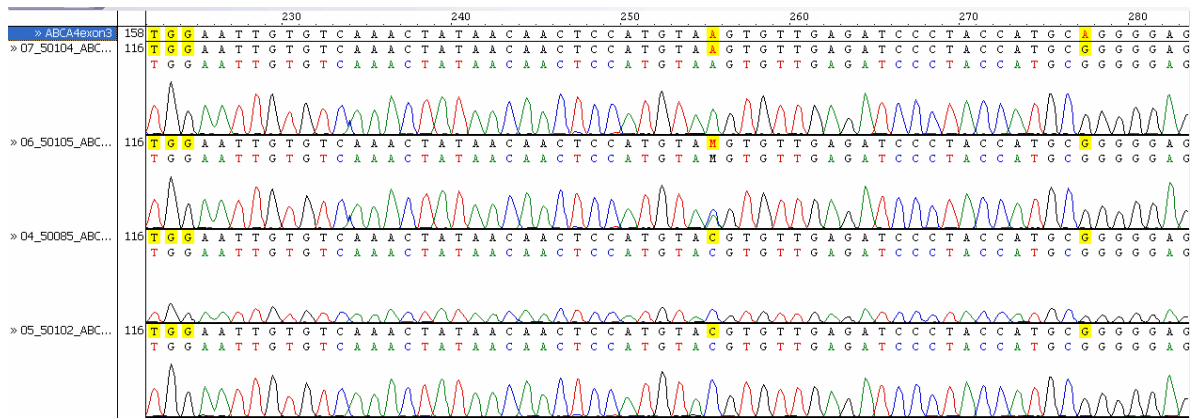 230 240 250 260 270 280
» ABCA4exon3 158 T G G A A T T G T G T C A A A C T A T A A C A A C T C C A T G T A A G T G T T G A G A T C C C T A C C A T G C A G G G G A G
» 07_50104_ABC... 116 T G G A A T T G T G T C A A A C T A T A A C A A C T C C A T G T A A G T G T T G A G A T C C C T A C C A T G C G G G G G A G
T G G A A T T G T G T C A A A C T A T A A C A A C T C C A T G T A A G T G T T G A G A T C C C T A C C A T G C G G G G G A G
» 06_50105_ABC... 116 T G G A A T T G T G T C A A A C T A T A A C A A C T C C A T G T A M G T G T T G A G A T C C C T A C C A T G C G G G G G A G
T G G A A T T G T G T C A A A C T A T A A C A A C T C C A T G T A M G T G T T G A G A T C C C T A C C A T G C G G G G G A G
» 04_50085_ABC... 116 T G G A A T T G T G T C A A A C T A T A A C A A C T C C A T G T A C G T G T T G A G A T C C C T A C C A T G C G G G G G A G
T G G A A T T G T G T C A A A C T A T A A C A A C T C C A T G T A C G T G T T G A G A T C C C T A C C A T G C G G G G G A G
» 05_50102_ABC... 116 T G G A A T T G T G T C A A A C T A T A A C A A C T C C A T G T A C G T G T T G A G A T C C C T A C C A T G C G G G G G A G
T G G A A T T G T G T C A A A C T A T A A C A A C T C C A T G T A C G T G T T G A G A T C C C T A C C A T G C G G G G G A G